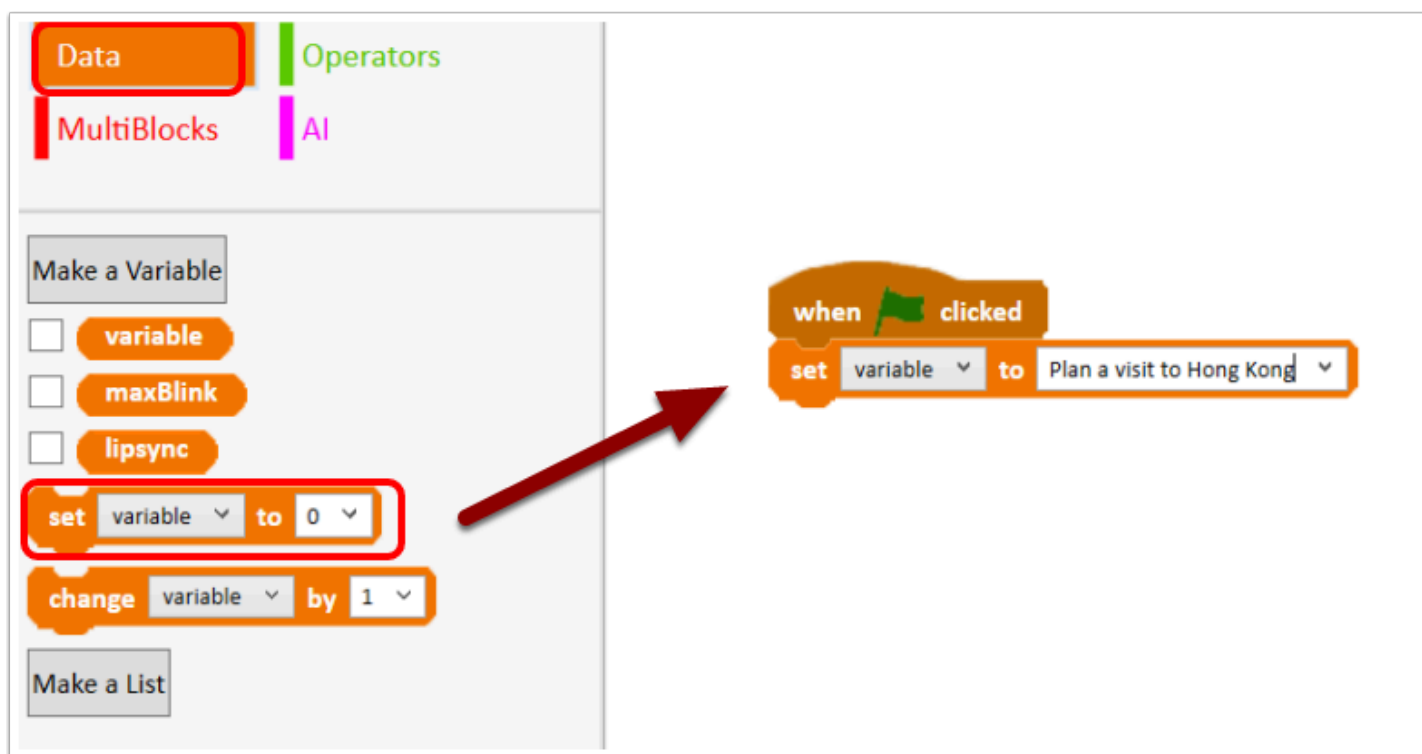 Data
Operators
MultiBlocks
AI
Make a Variable
variable
maxBlink
lipsync
set variable to 0
change variable by 1
Make a List
when clicked
set variable to Plan a visit to Hong Kong